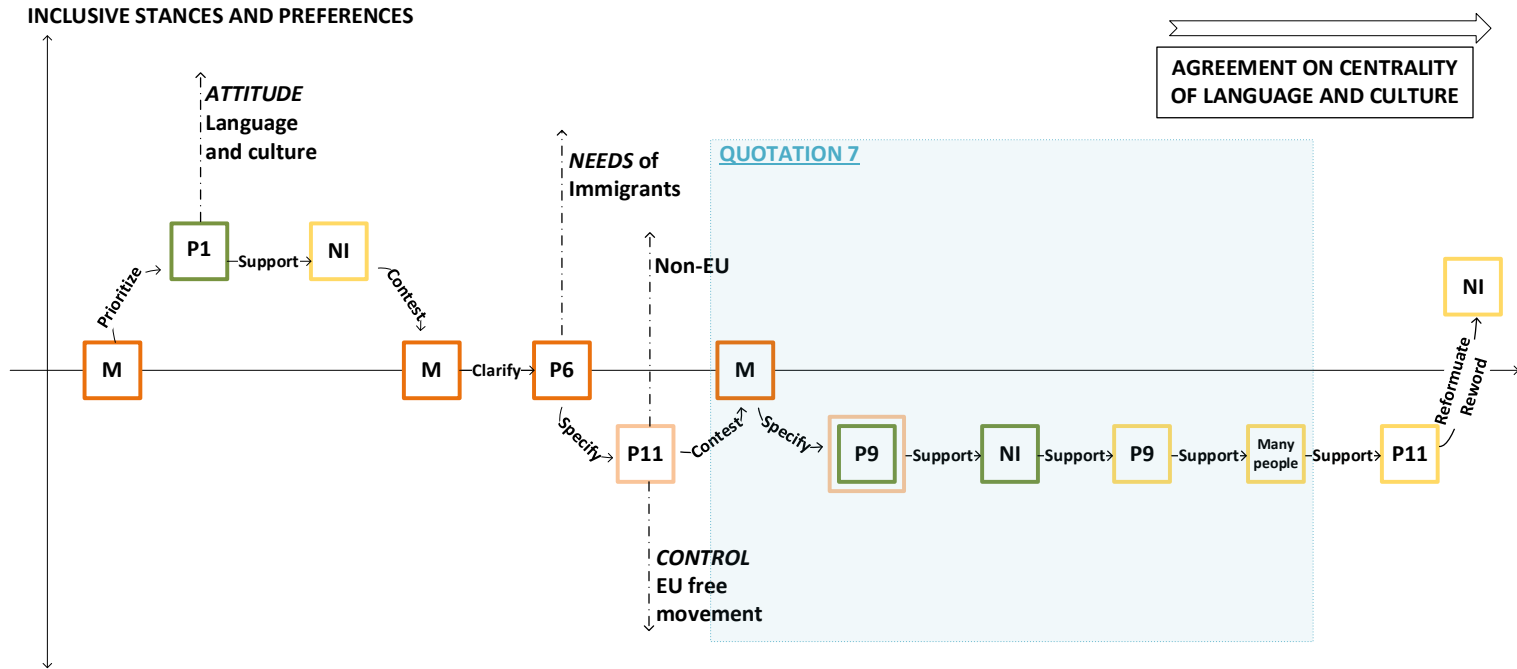 INCLUSIVE STANCES AND PREFERENCES
AGREEMENT ON CENTRALITY
OF LANGUAGE AND CULTURE
ATTITUDE
Language
and culture
NEEDS of
Immigrants
QUOTATION 7
Non-EU
P1
Support
NI
Prioritize
Contest
M
M
Clarify
P6
M
NI
Reformuate
Reword
Specify
P11
Contest
Specify
P9
Support
NI
Support
P9
Support
Many
people
Support
P11
CONTROL
EU free
movement